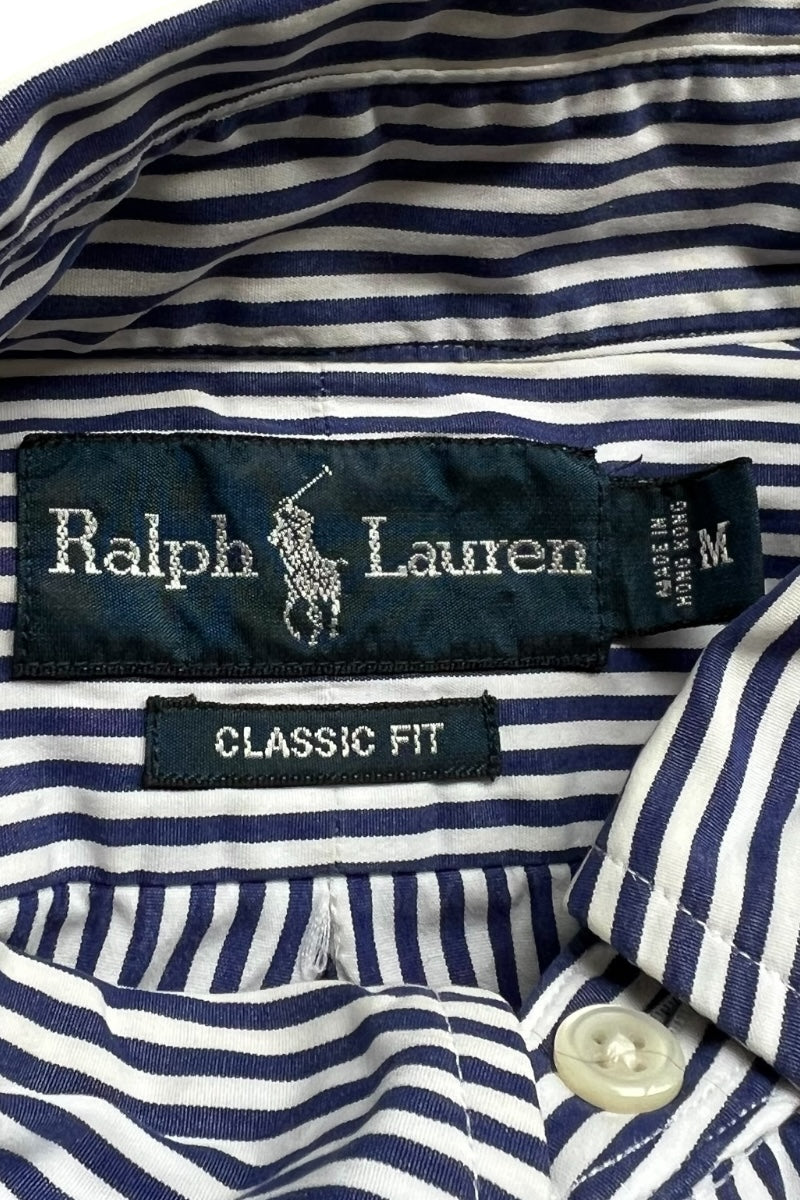 Ralph Lauren
MADE IN
HONG KONG
M
CLASSIC FIT